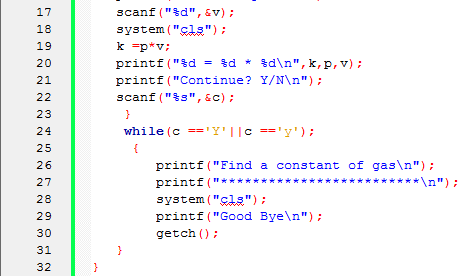 17 scanf("%d",&v);
18 system("cls");
19 k =p*v;
20 printf("%d = %d * %d\n",k,p,v);
21 printf("Continue? Y/N\n");
22 scanf("%s",&c);
23 }
24 while(c =='Y'||c =='y');
25 {
26 printf("Find a constant of gas\n");
27 printf("*************************\n");
28 system("cls");
29 printf("Good Bye\n");
30 getch();
31 }
32 }